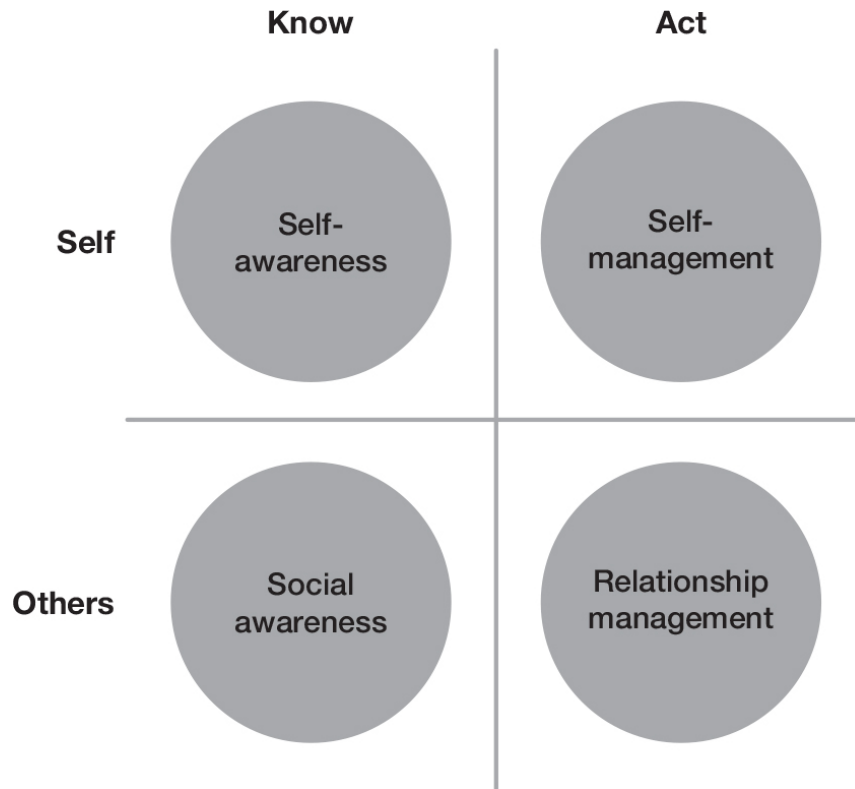 Know
Act
Self
Self-
awareness
Self-
management
Others
Social
awareness
Relationship
management